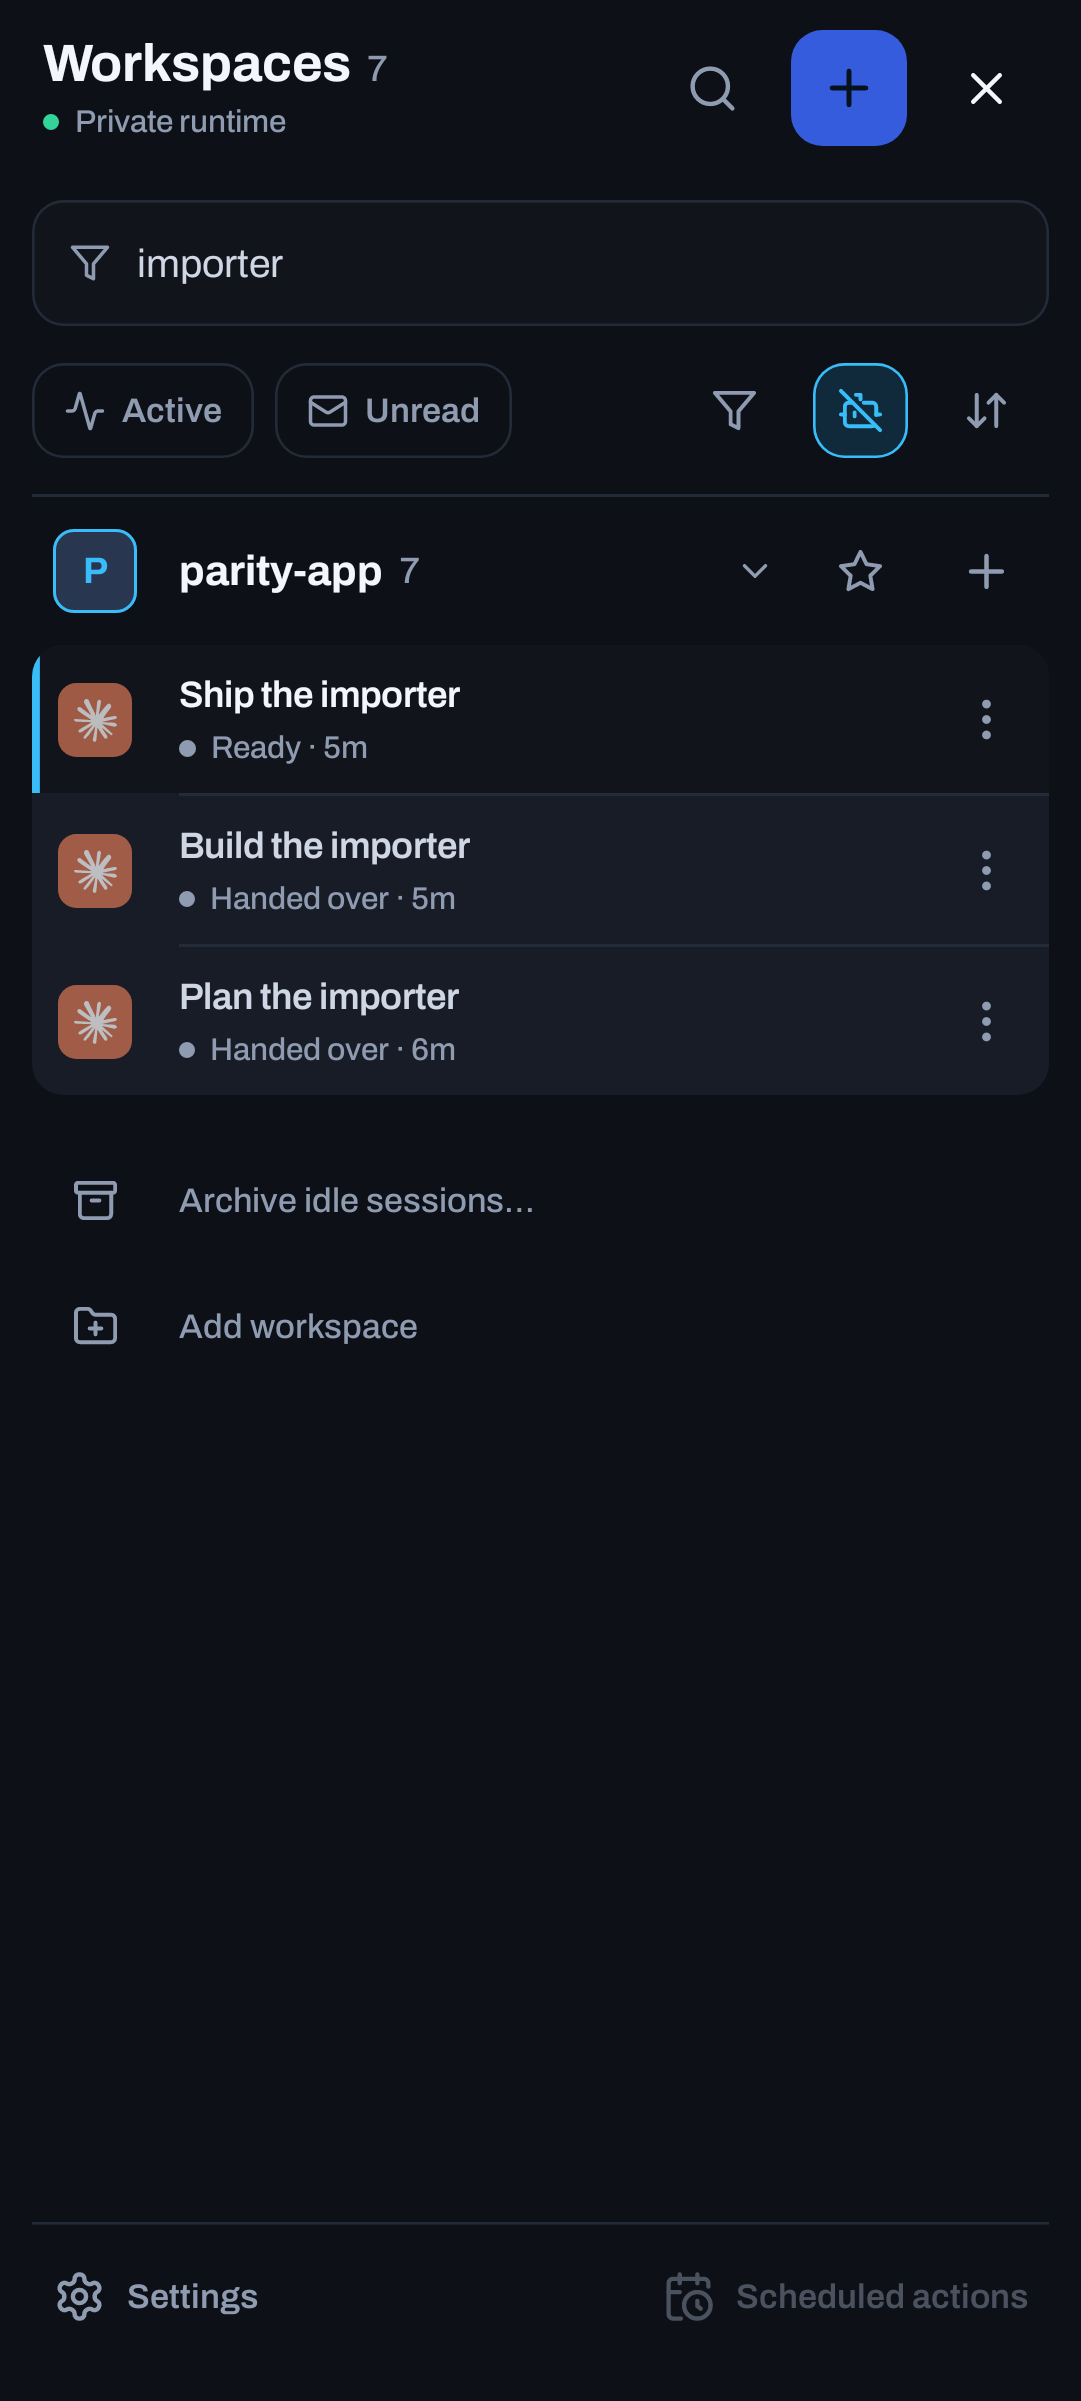 Workspaces 7
Private runtime
importer
Active
Unread
P
parity-app 7
Ship the importer
Ready · 5m
Build the importer
Handed over · 5m
Plan the importer
Handed over · 6m
Archive idle sessions...
Add workspace
Settings
Scheduled actions